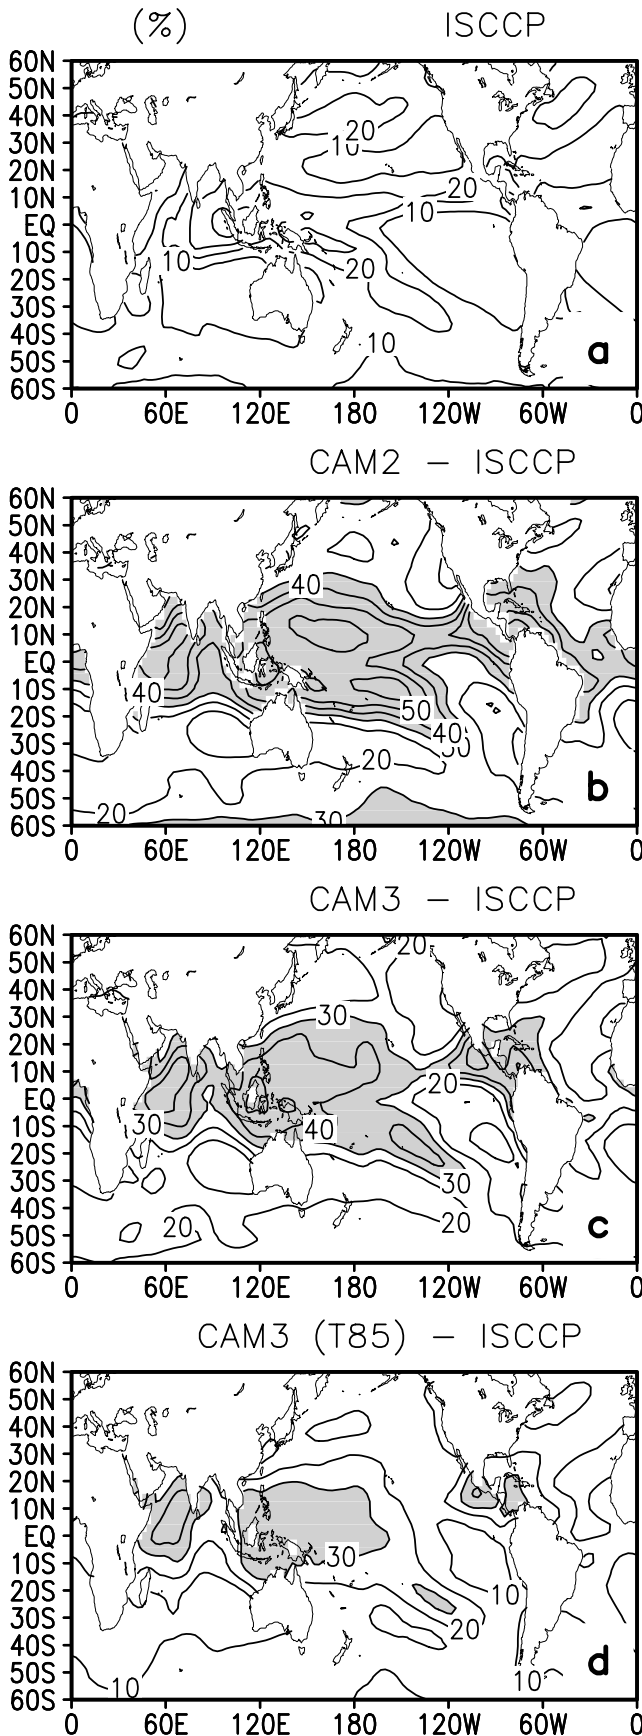 (%) ISCCP
60N
50N
40N
30N
20N
10N
EQ
10S
20S
30S
40S
50S
60S
20
10
20
10
10
20
10
a
0 60E 120E 180 120W 60W 0
CAM2 – ISCCP
60N
50N
40N
30N
20N
10N
EQ
10S
20S
30S
40S
50S
60S
40
40
50
40
20
20
30
b
0 60E 120E 180 120W 60W 0
CAM3 – ISCCP
60N
50N
40N
30N
20N
10N
EQ
10S
20S
30S
40S
50S
60S
20
30
20
30
40
30
20
20
c
0 60E 120E 180 120W 60W 0
CAM3 (T85) – ISCCP
60N
50N
40N
30N
20N
10N
EQ
10S
20S
30S
40S
50S
60S
30
10
20
10
10
d
0 60E 120E 180 120W 60W 0